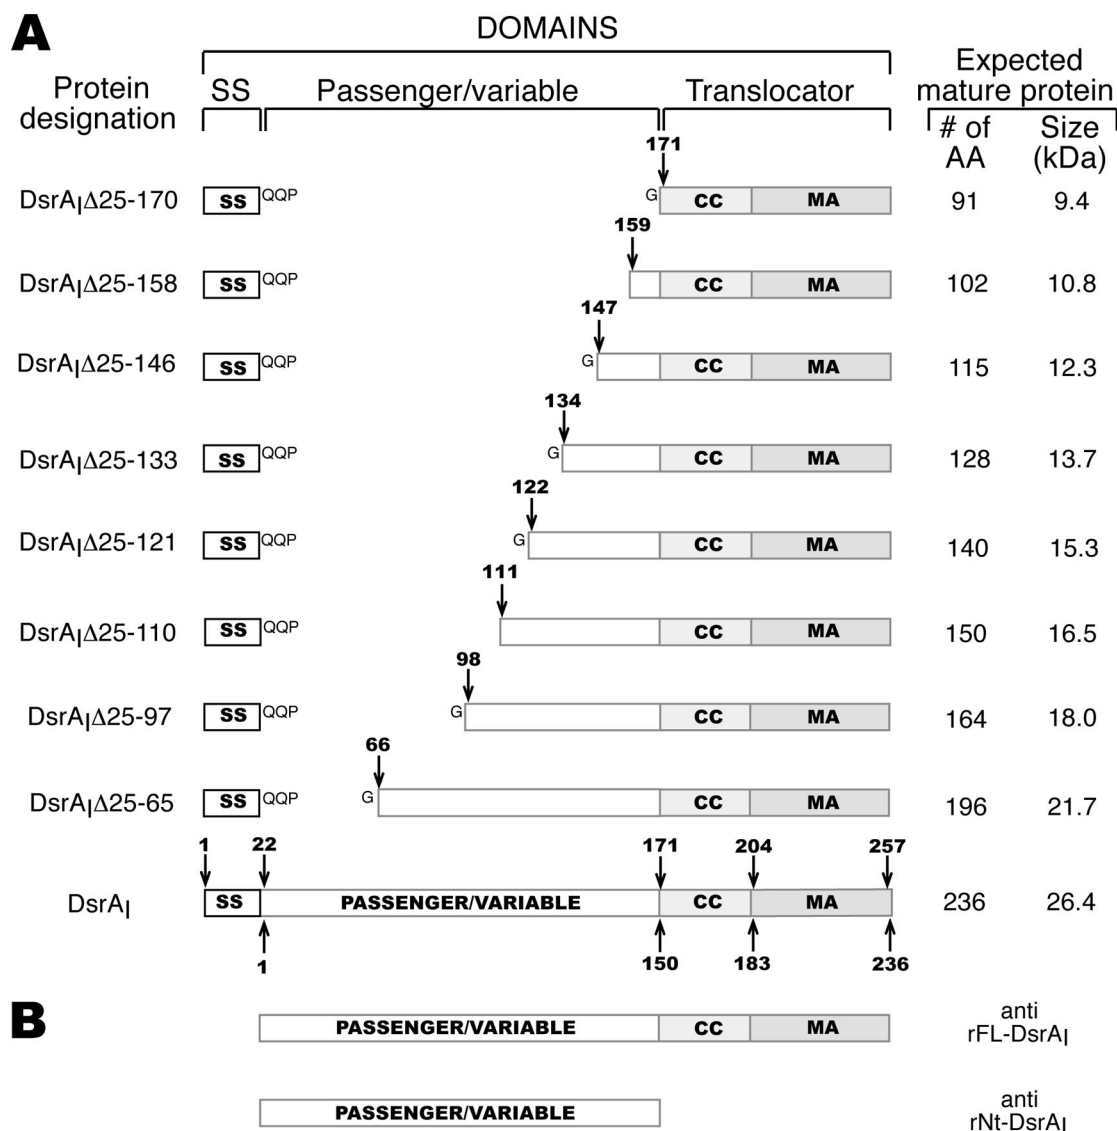 A
DOMAINS
Protein designation
SS
Passenger/variable
Translocator
Expected mature protein
# of AA
Size (kDa)
171
DsrAIΔ25-170
SS
QQP
G
CC
MA
91
9.4
159
DsrAIΔ25-158
SS
QQP
CC
MA
102
10.8
147
DsrAIΔ25-146
SS
QQP
G
CC
MA
115
12.3
134
DsrAIΔ25-133
SS
QQP
G
CC
MA
128
13.7
122
DsrAIΔ25-121
SS
QQP
G
CC
MA
140
15.3
111
DsrAIΔ25-110
SS
QQP
CC
MA
150
16.5
98
DsrAIΔ25-97
SS
QQP
G
CC
MA
164
18.0
66
DsrAIΔ25-65
SS
QQP
G
CC
MA
196
21.7
1
22
171
204
257
DsrAI
SS
PASSENGER/VARIABLE
CC
MA
236
26.4
1
150
183
236
B
PASSENGER/VARIABLE
CC
MA
anti
rFL-DsrAI
PASSENGER/VARIABLE
anti
rNt-DsrAI